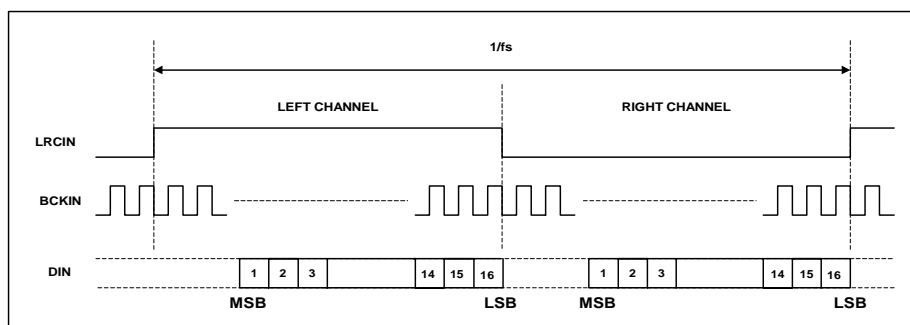 1/fs
LEFT CHANNEL RIGHT CHANNEL
LRCIN
BCKIN
DIN 1 2 3 14 15 16 1 2 3 14 15 16
MSB LSB MSB LSB